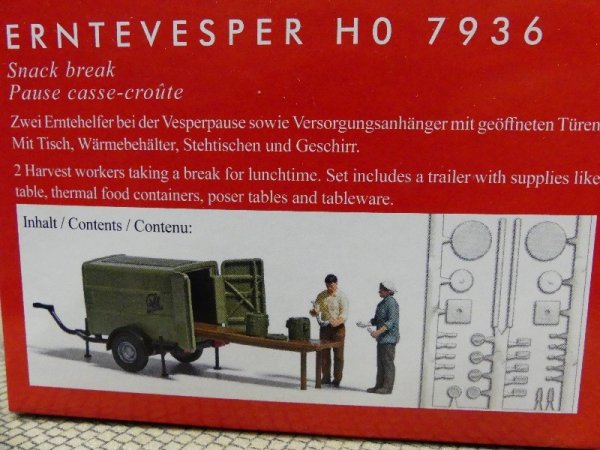 ERNTEVESPER H0 7936
Snack break
Pause casse-croûte
Zwei Erntehelfer bei der Vesperpause sowie Versorgungsanhänger mit geöffneten Türen
Mit Tisch, Wärmebehälter, Stehtischen und Geschirr.
2 Harvest workers taking a break for lunchtime. Set includes a trailer with supplies like
table, thermal food containers, poser tables and tableware.
Inhalt / Contents / Contenu: